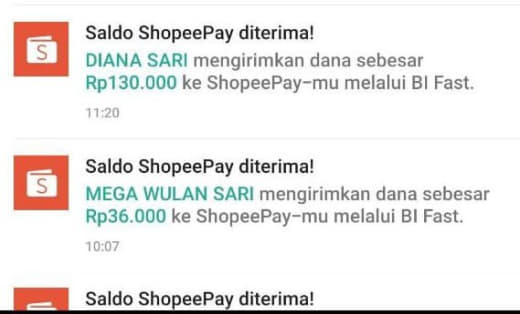 Saldo ShopeePay diterima!
DIANA SARI mengirimkan dana sebesar
Rp130.000 ke ShopeePay-mu melalui BI Fast.
11:20
Saldo ShopeePay diterima!
MEGA WULAN SARI mengirimkan dana sebesar
Rp36.000 ke ShopeePay-mu melalui BI Fast.
10:07
Saldo ShopeePay diterima!